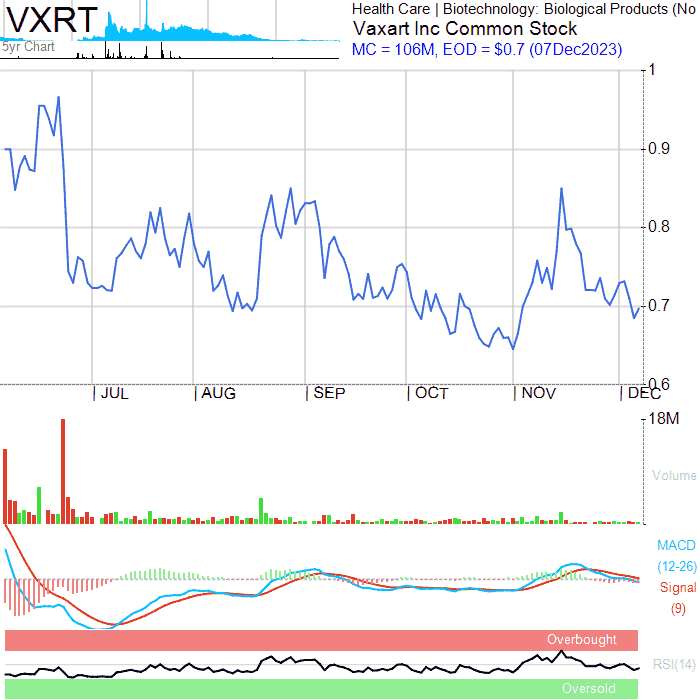 VXRT
5yr Chart
Health Care | Biotechnology: Biological Products (No
Vaxart Inc Common Stock
MC = 106M, EOD = $0.7 (07Dec2023)
1
0.9
0.8
0.7
0.6
JUL AUG SEP OCT NOV DEC
18M
Volume
MACD
(12-26)
Signal
(9)
Overbought
RSI(14)
Oversold